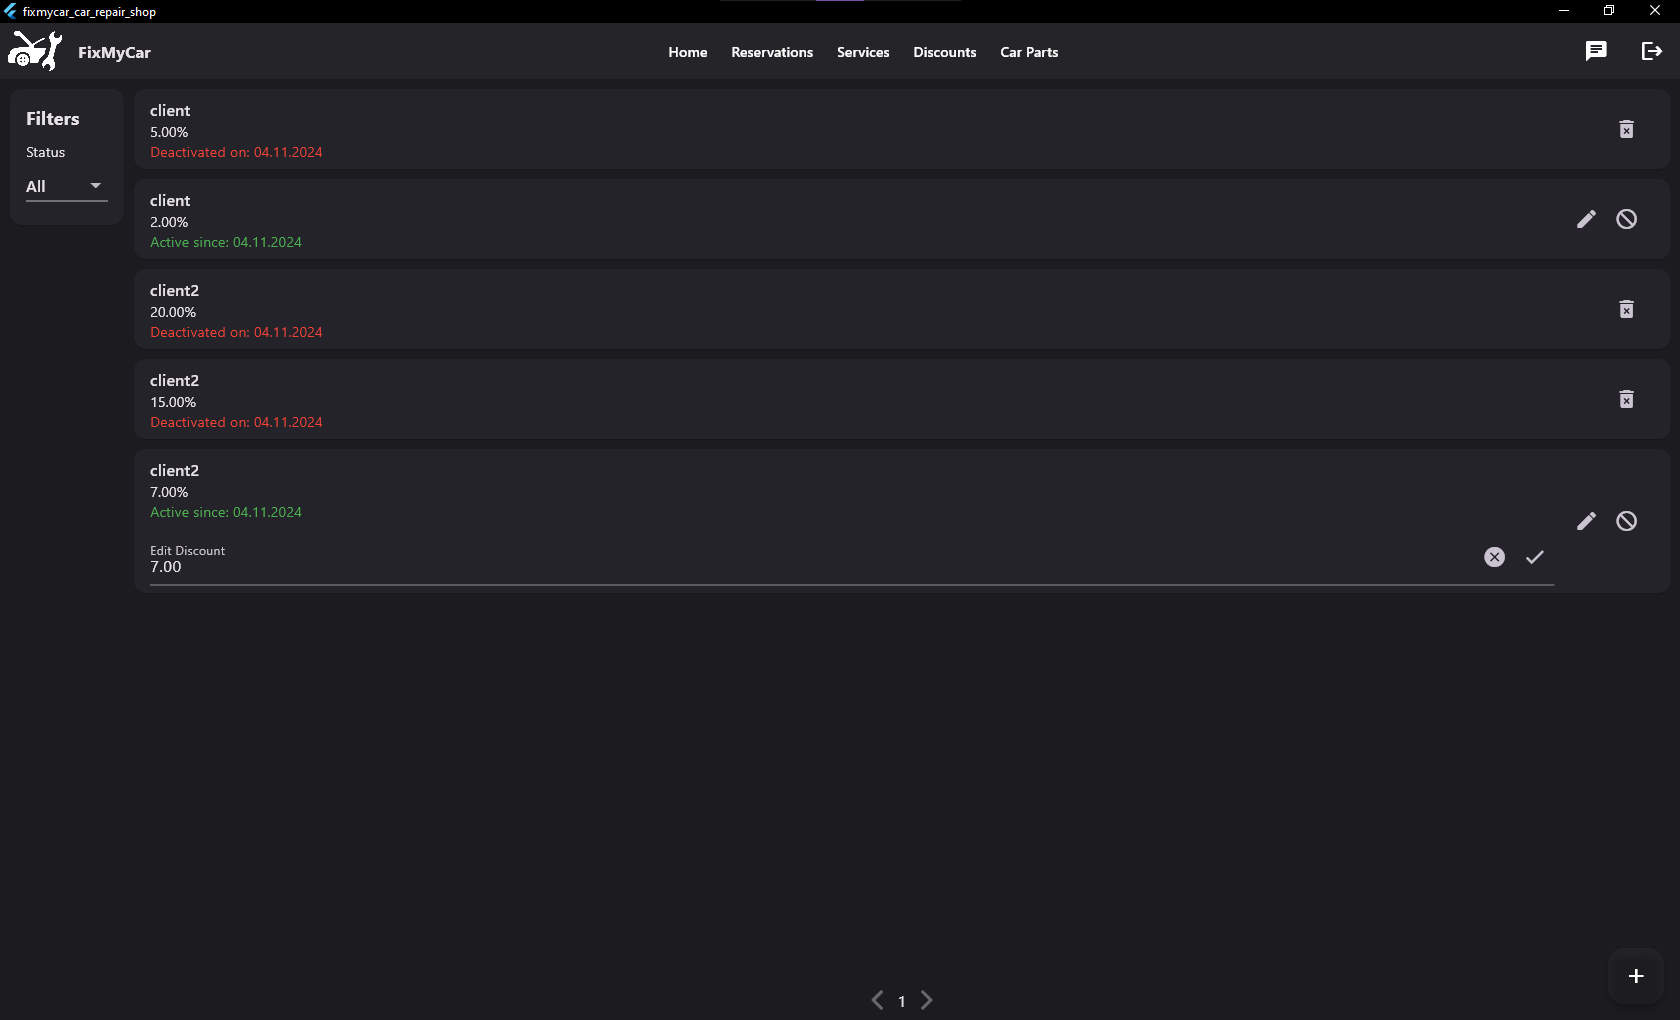 fixmycar_car_repair_shop
FixMyCar
Home Reservations Services Discounts Car Parts
Filters
Status
All
client
5.00%
Deactivated on: 04.11.2024
client
2.00%
Active since: 04.11.2024
client2
20.00%
Deactivated on: 04.11.2024
client2
15.00%
Deactivated on: 04.11.2024
client2
7.00%
Active since: 04.11.2024
Edit Discount
7.00
1